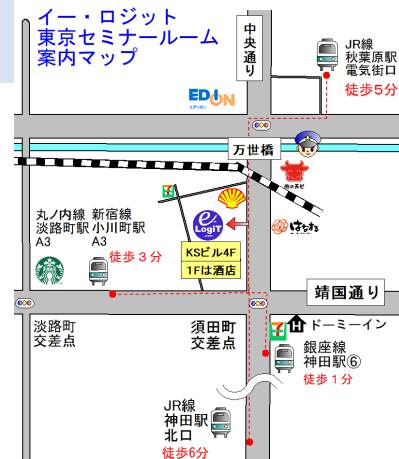 イー・ロジット
東京セミナールーム
案内マップ
中央通り
JR線
秋葉原駅
電気街口
徒歩5分
EDION
エディオン
万世橋
7
丸ノ内線
淡路町駅
A3
新宿線
小川町駅
A3
徒歩3分
e
LogiT
KSビル4F
1Fは酒店
はなまる
靖国通り
淡路町
交差点
須田町
交差点
7
H
ドーミーイン
銀座線
神田駅⑥
徒歩1分
JR線
神田駅
北口
徒歩6分